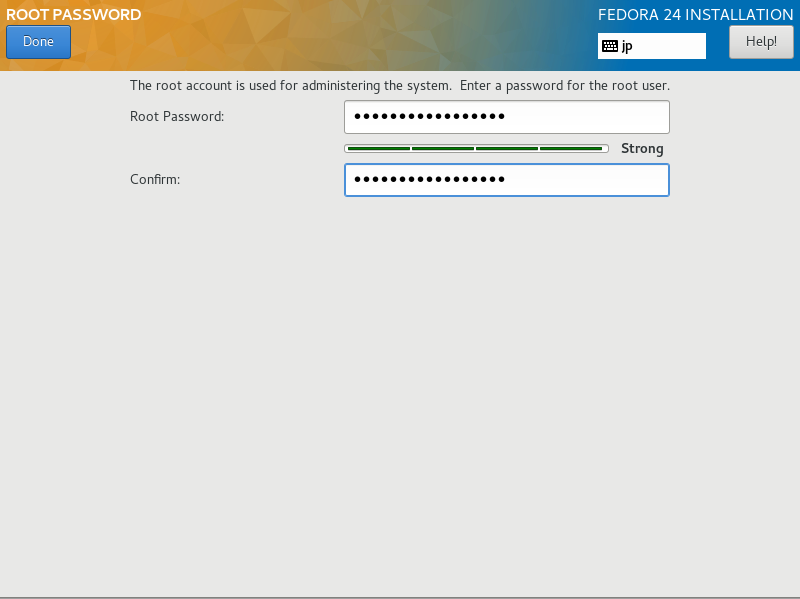 ROOT PASSWORD
FEDORA 24 INSTALLATION
Done
jp
Help!
The root account is used for administering the system.  Enter a password for the root user.
Root Password:
•••••••••••••••••
Strong
Confirm:
•••••••••••••••••